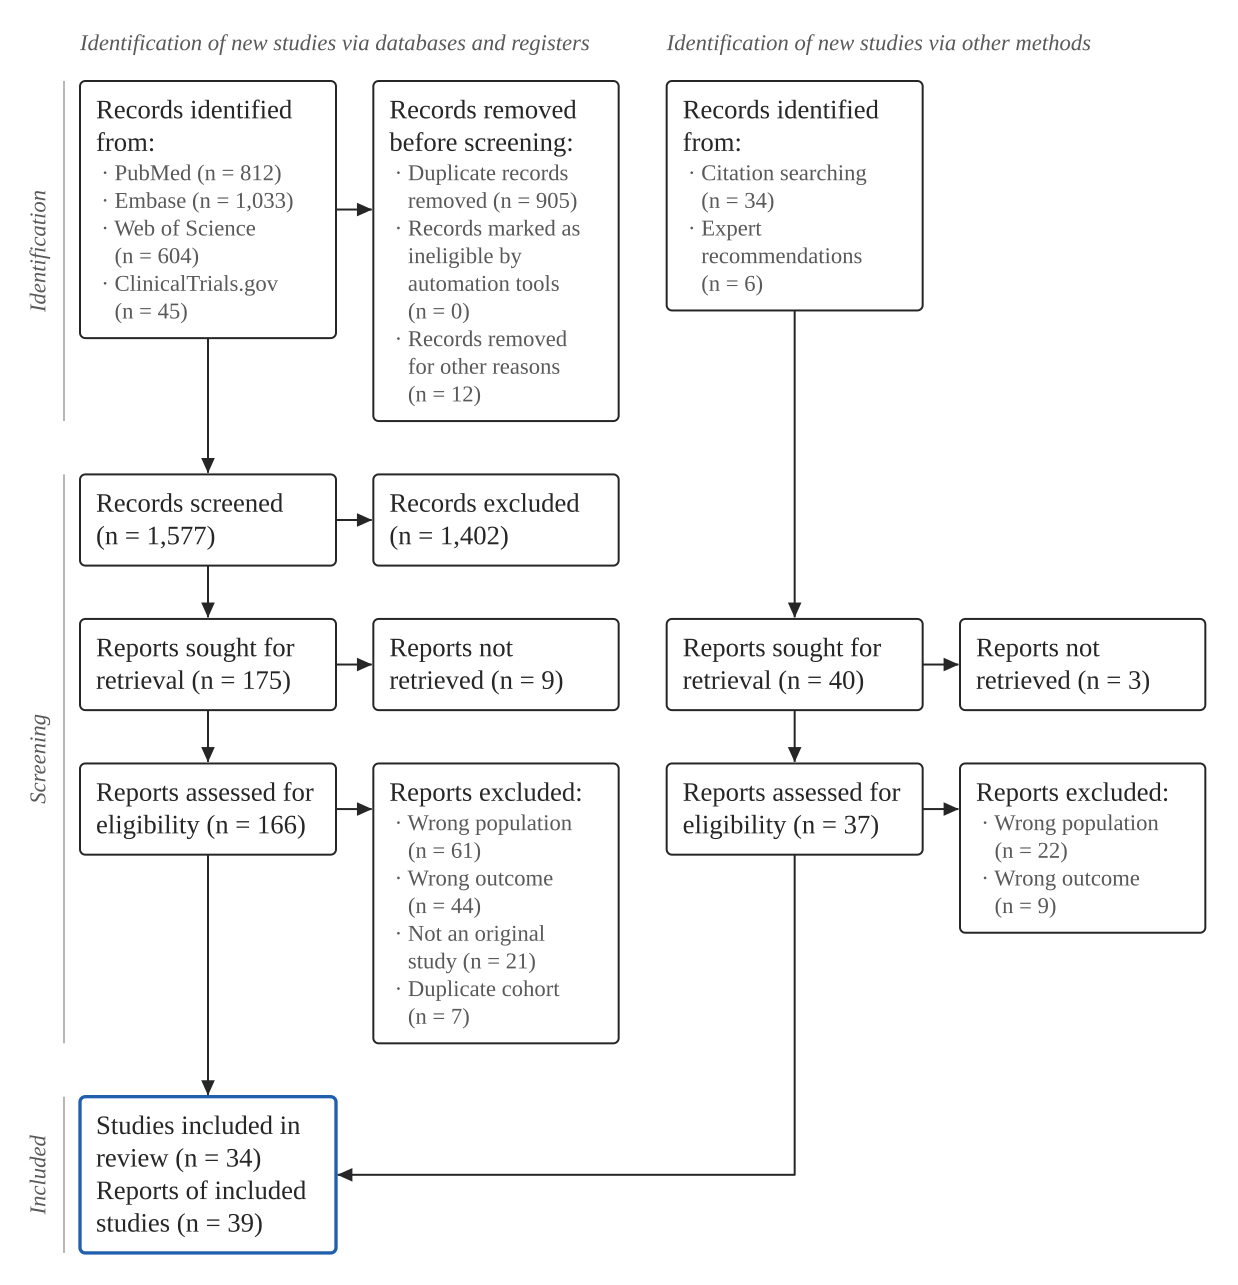 Identification of new studies via databases and registers
Identification of new studies via other methods
Identification
Records identified
from:
· PubMed (n = 812)
· Embase (n = 1,033)
· Web of Science
(n = 604)
· ClinicalTrials.gov
(n = 45)
Records removed
before screening:
· Duplicate records
removed (n = 905)
· Records marked as
ineligible by
automation tools
(n = 0)
· Records removed
for other reasons
(n = 12)
Records identified
from:
· Citation searching
(n = 34)
· Expert
recommendations
(n = 6)
Screening
Records screened
(n = 1,577)
Records excluded
(n = 1,402)
Reports sought for
retrieval (n = 175)
Reports not
retrieved (n = 9)
Reports sought for
retrieval (n = 40)
Reports not
retrieved (n = 3)
Reports assessed for
eligibility (n = 166)
Reports excluded:
· Wrong population
(n = 61)
· Wrong outcome
(n = 44)
· Not an original
study (n = 21)
· Duplicate cohort
(n = 7)
Reports assessed for
eligibility (n = 37)
Reports excluded:
· Wrong population
(n = 22)
· Wrong outcome
(n = 9)
Included
Studies included in
review (n = 34)
Reports of included
studies (n = 39)